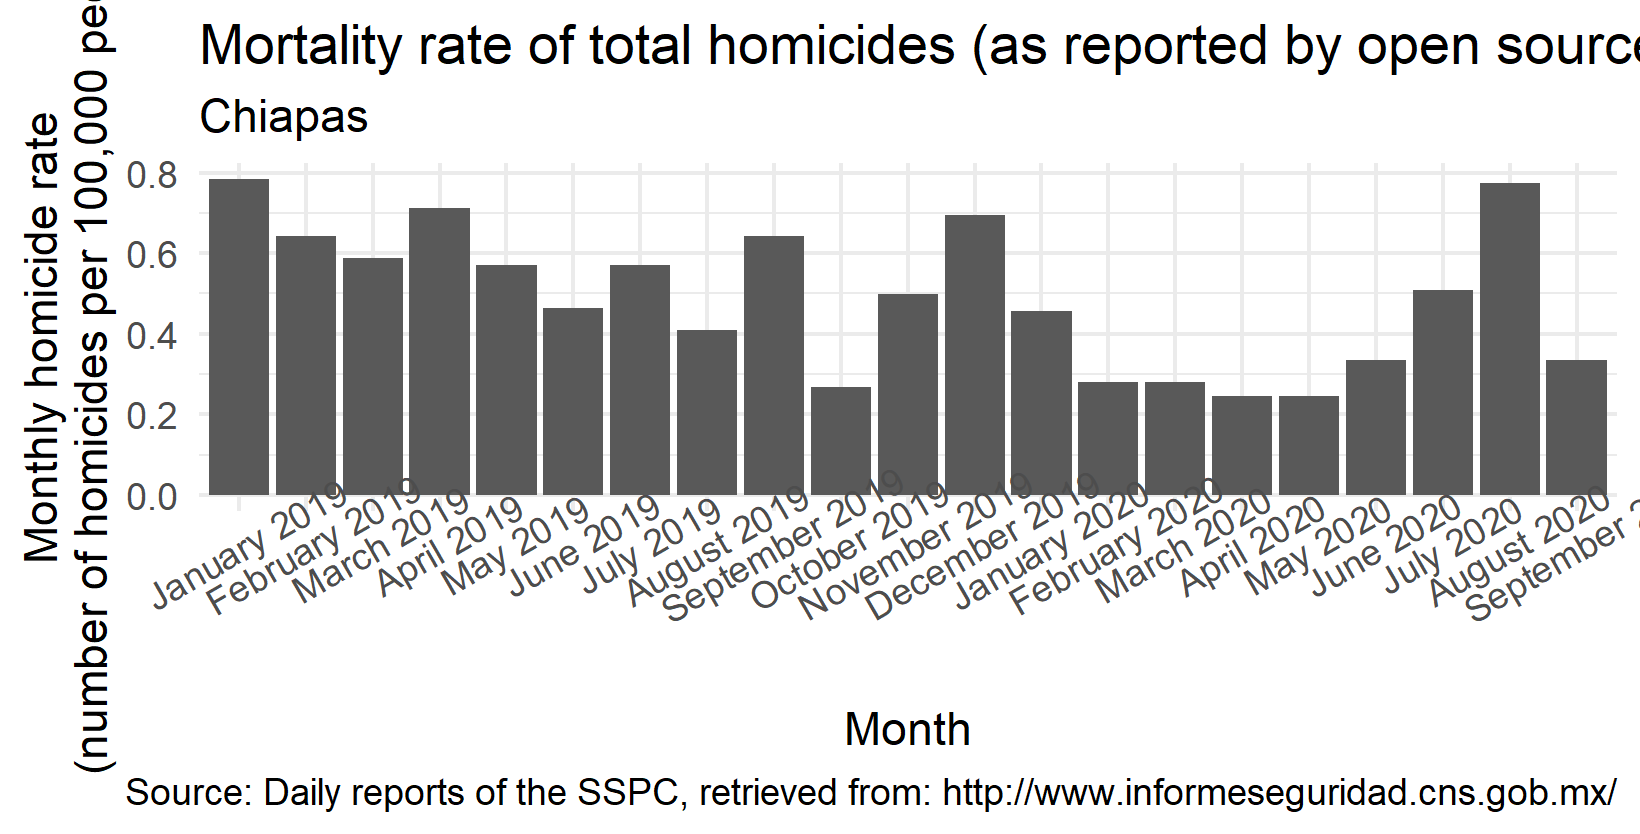 Mortality rate of total homicides (as reported by open source
Chiapas
Monthly homicide rate
(number of homicides per 100,000
0.8
0.6
0.4
0.2
0.0
January 2019
February 2019
March 2019
April 2019
May 2019
June 2019
July 2019
August 2019
September 2019
October 2019
November 2019
December 2019
January 2020
February 2020
March 2020
April 2020
May 2020
June 2020
July 2020
August 2020
September
Month
Source: Daily reports of the SSPC, retrieved from: http://www.informeseguridad.cns.gob.mx/